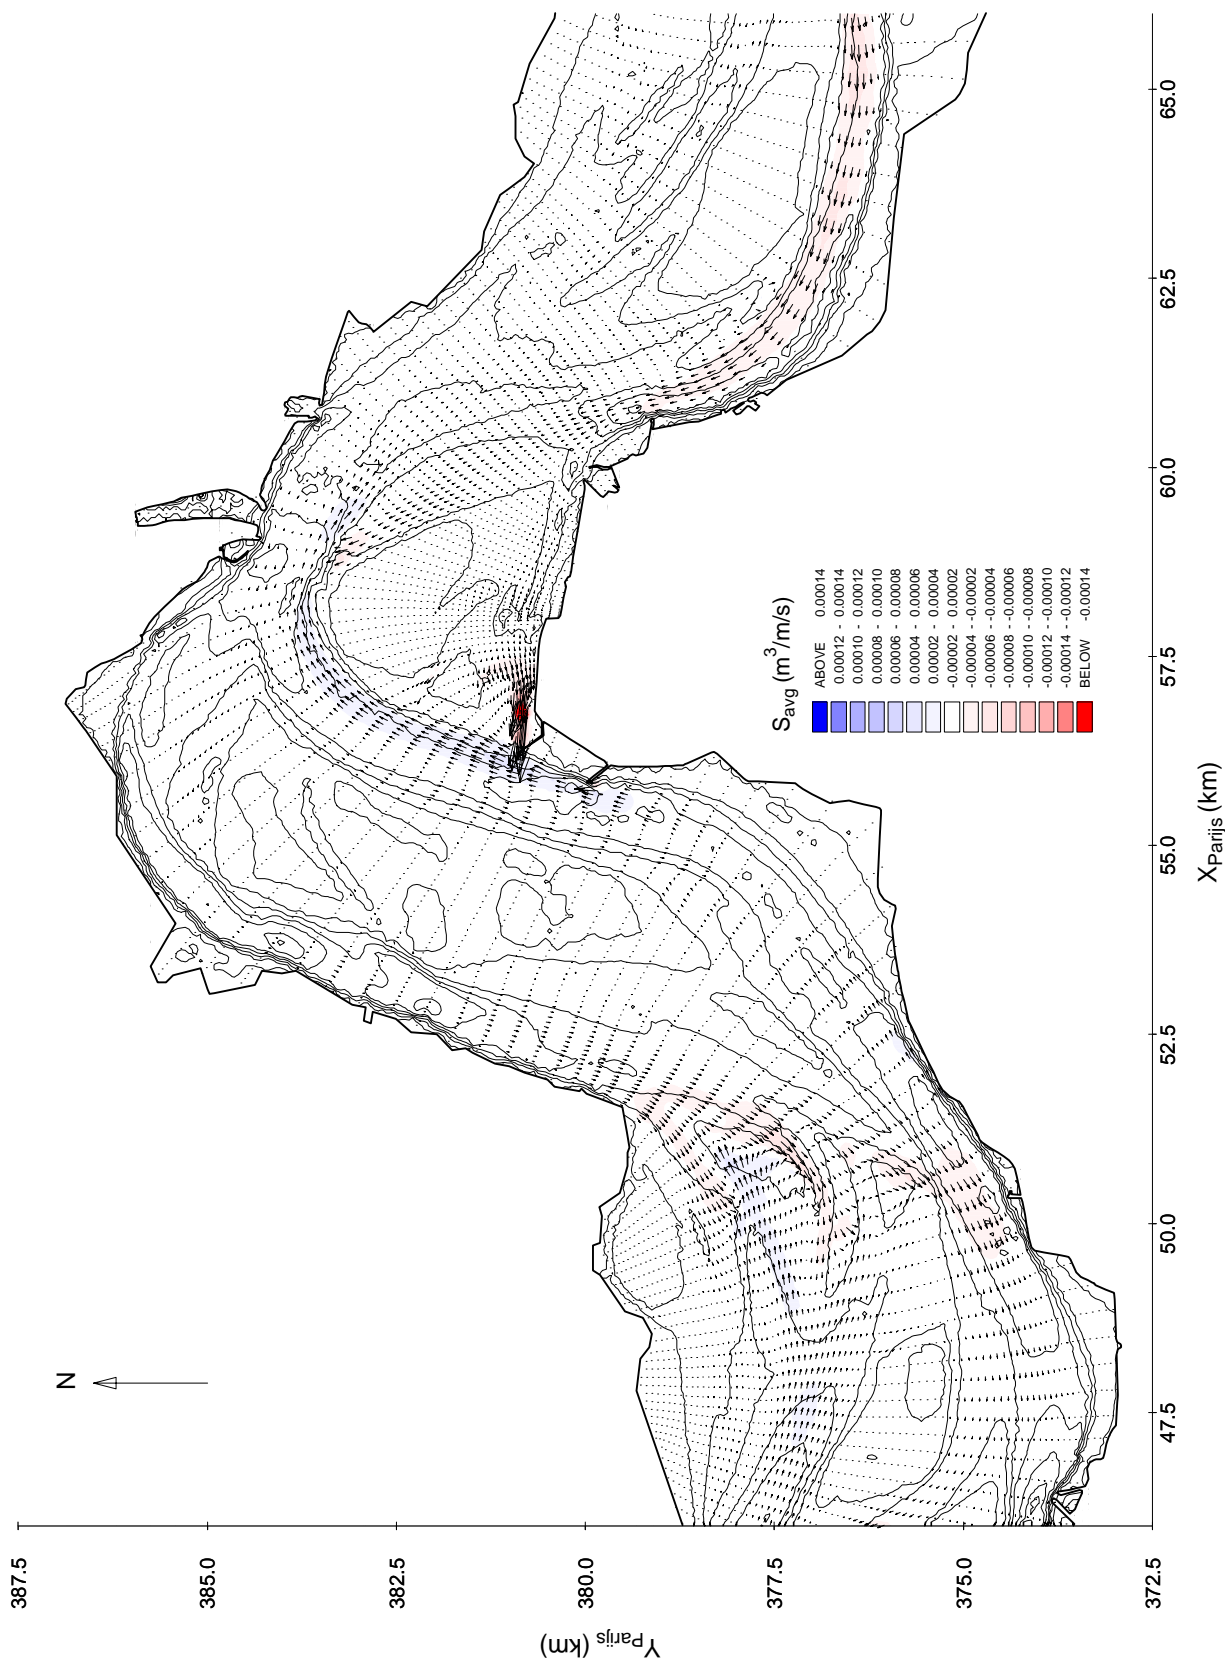 N
387.5
385.0
382.5
380.0
377.5
375.0
372.5
Y_Parijs (km)
47.5
50.0
52.5
55.0
57.5
60.0
62.5
65.0
X_Parijs (km)
S_avg (m³/m/s)
ABOVE 0.00014
0.00012 - 0.00014
0.00010 - 0.00012
0.00008 - 0.00010
0.00006 - 0.00008
0.00004 - 0.00006
0.00002 - 0.00004
-0.00002 - 0.00002
-0.00004 - -0.00002
-0.00006 - -0.00004
-0.00008 - -0.00006
-0.00010 - -0.00008
-0.00012 - -0.00010
-0.00014 - -0.00012
BELOW -0.00014